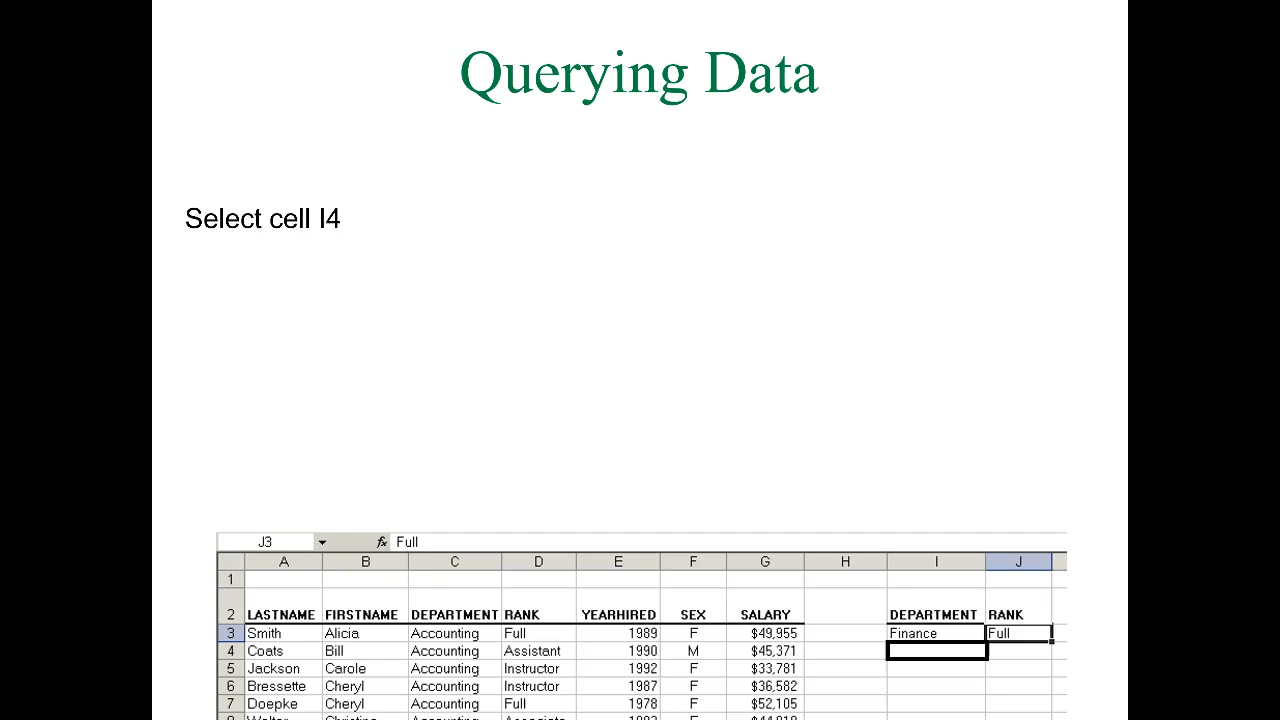 Querying Data
Select cell I4
J3 fx Full
A B C D E F G H I J
1
2 LASTNAME FIRSTNAME DEPARTMENT RANK YEARHIRED SEX SALARY DEPARTMENT RANK
3 Smith Alicia Accounting Full 1989 F $49,955 Finance Full
4 Coats Bill Accounting Assistant 1990 M $45,371
5 Jackson Carole Accounting Instructor 1992 F $33,781
6 Bressette Cheryl Accounting Instructor 1987 F $36,582
7 Doepke Cheryl Accounting Full 1978 F $52,105